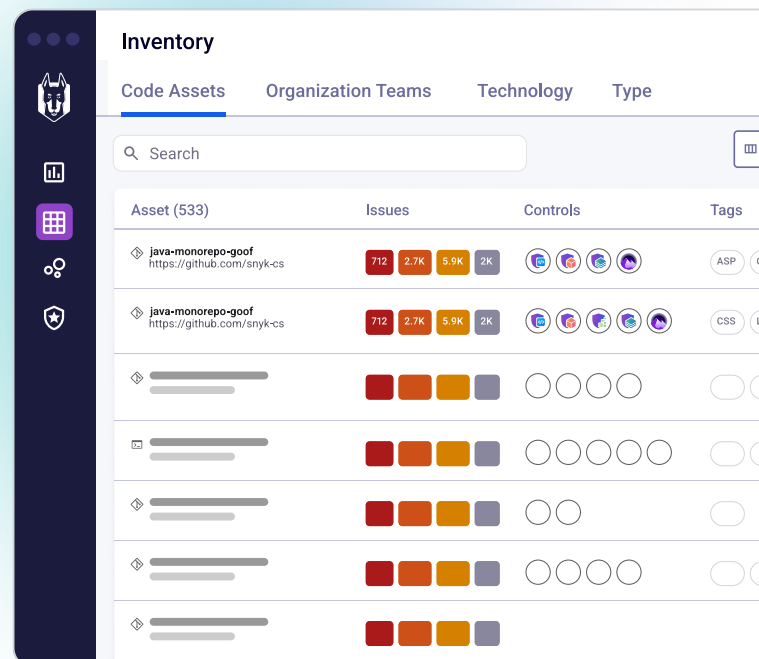 Inventory
Code Assets Organization Teams Technology Type
Search
Asset (533) Issues Controls Tags
java-monorepo-goof
https://github.com/snyk-cs
712 2.7K 5.9K 2K
ASP
java-monorepo-goof
https://github.com/snyk-cs
712 2.7K 5.9K 2K
CSS